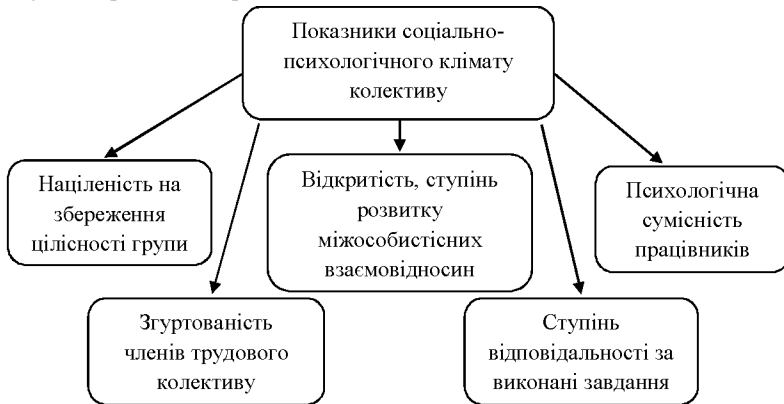 Показники соціально-
психологічного клімату
колективу
Націленість на
збереження
цілісності групи
Відкритість, ступінь
розвитку
міжособистісних
взаємовідносин
Психологічна
сумісність
працівників
Згуртованість
членів трудового
колективу
Ступінь
відповідальності за
виконані завдання